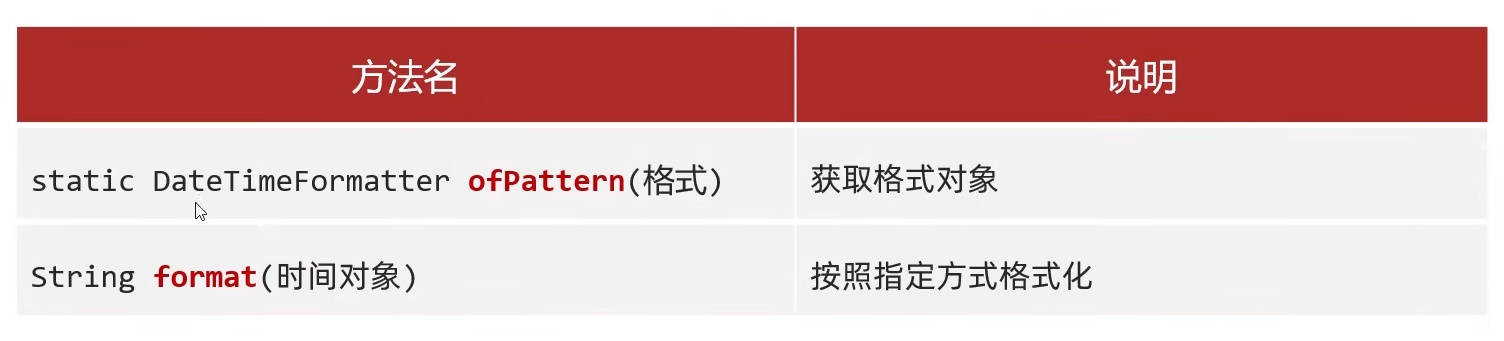 方法名 说明
static DateTimeFormatter ofPattern(格式) 获取格式对象
String format(时间对象) 按照指定方式格式化